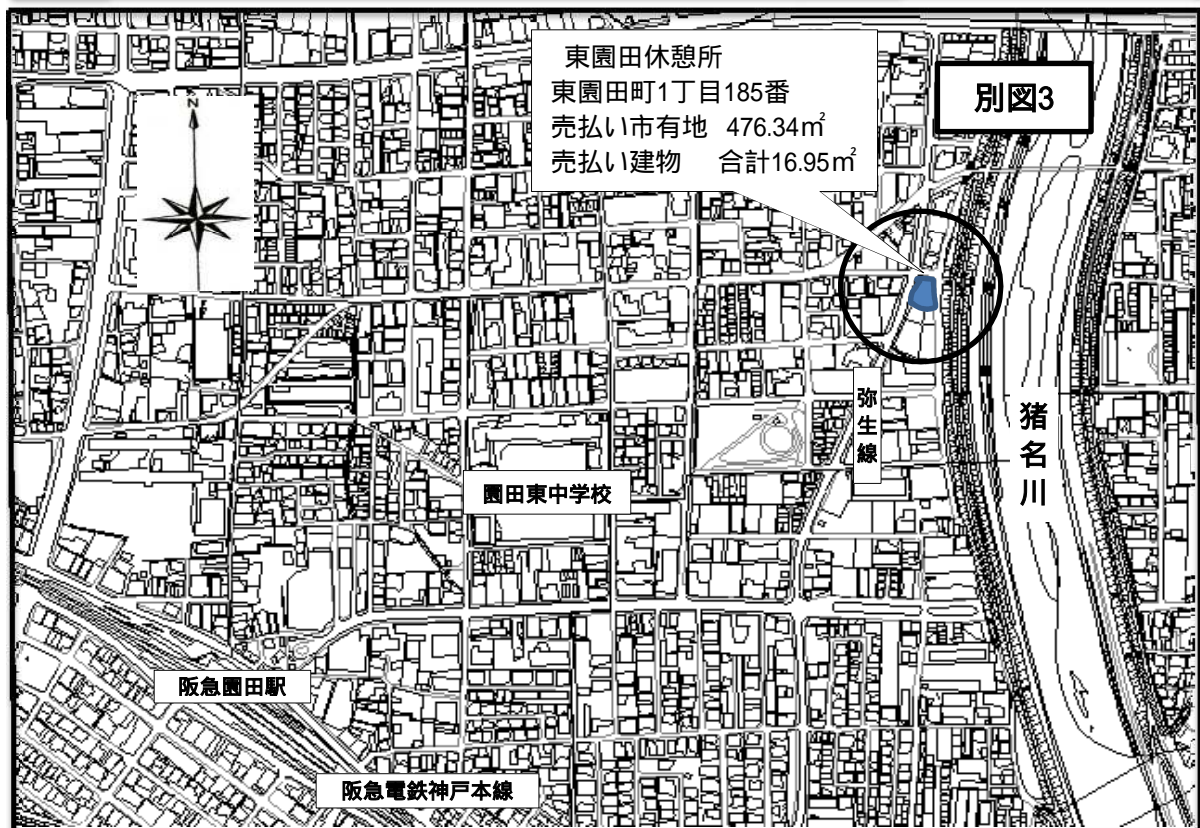 東園田休憩所
東園田町1丁目185番
売払い市有地 476.34㎡
売払い建物 合計16.95㎡
別図3
N
弥生線
猪名川
園田東中学校
阪急園田駅
阪急電鉄神戸本線